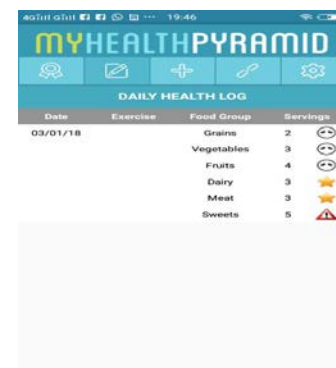 4G 19:46
MYHEALTHPYRAMID
DAILY HEALTH LOG
Date Exercise Food Group Servings
03/01/18 Grains 2
Vegetables 3
Fruits 4
Dairy 3
Meat 3
Sweets 5